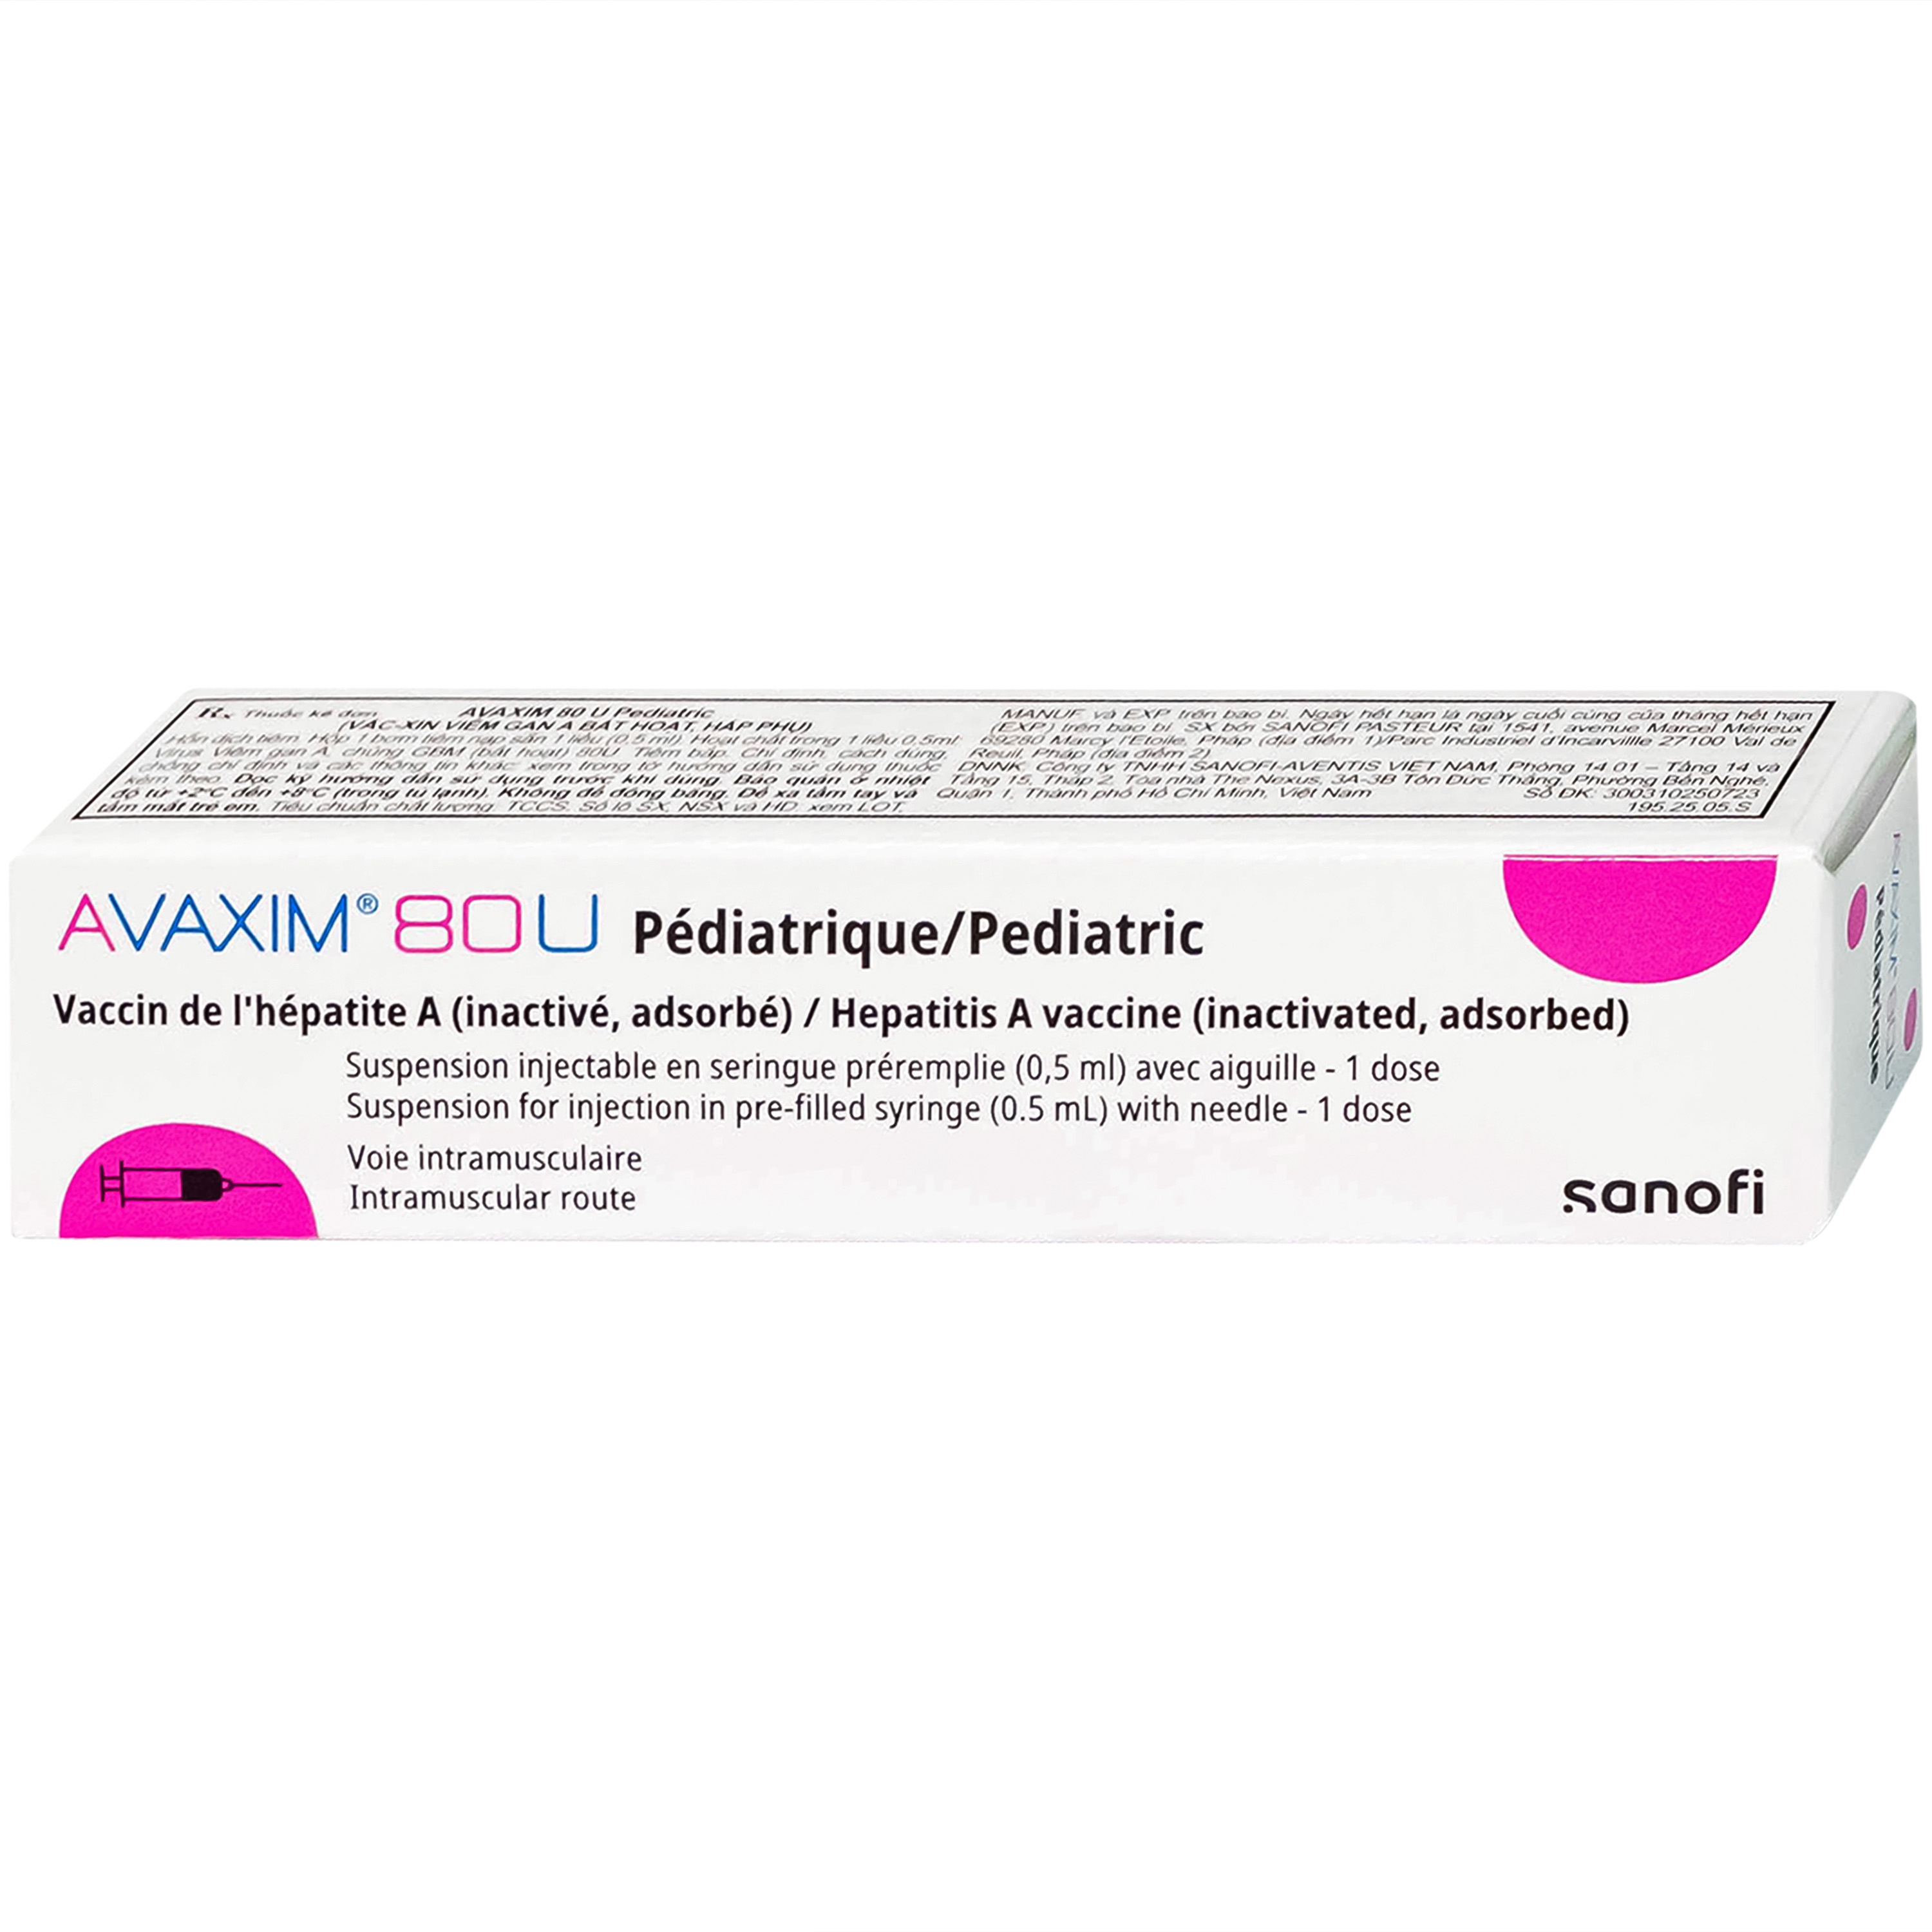 Rx Thuốc kê đơn AVAXIM 80 U Pediatric
(VẮC-XIN VIÊM GAN A BẤT HOẠT, HẤP PHỤ)
Hỗn dịch tiêm. Hộp 1 bơm tiêm nạp sẵn 1 liều (0,5 ml). Hoạt chất trong 1 liều 0,5ml:
Virus Viêm gan A, chủng GBM (bất hoạt) 80U. Tiêm bắp. Chỉ định, cách dùng,
chống chỉ định và các thông tin khác: xem trong tờ hướng dẫn sử dụng thuốc
kèm theo. Đọc kỹ hướng dẫn sử dụng trước khi dùng. Bảo quản ở nhiệt
độ từ +2°C đến +8°C (trong tủ lạnh). Không để đông băng. Để xa tầm tay và
tầm mắt trẻ em. Tiêu chuẩn chất lượng: TCCS. Số lô SX, NSX và HD: xem LOT,
MANUF. và EXP. trên bao bì. Ngày hết hạn là ngày cuối cùng của tháng hết hạn
(EXP.) trên bao bì. SX bởi SANOFI PASTEUR tại 1541, avenue Marcel Mérieux
69280 Marcy l'Etoile, Pháp (địa điểm 1)/Parc Industriel d'Incarvillle 27100 Val de
Reuil, Pháp (địa điểm 2).
DNNK: Công ty TNHH SANOFI-AVENTIS VIET NAM, Phòng 14.01 – Tầng 14 và
Tầng 15, Tháp 2, Tòa nhà The Nexus, 3A-3B Tôn Đức Thắng, Phường Bến Nghé,
Quận 1, Thành phố Hồ Chí Minh, Việt Nam Số ĐK: 300310250723
195.25.05.S
AVAXIM® 80U Pédiatrique/Pediatric
Vaccin de l'hépatite A (inactivé, adsorbé) / Hepatitis A vaccine (inactivated, adsorbed)
Suspension injectable en seringue préremplie (0,5 ml) avec aiguille - 1 dose
Suspension for injection in pre-filled syringe (0.5 mL) with needle - 1 dose
Voie intramusculaire
Intramuscular route
sanofi
AVAXIM 80U
Pédiatrique